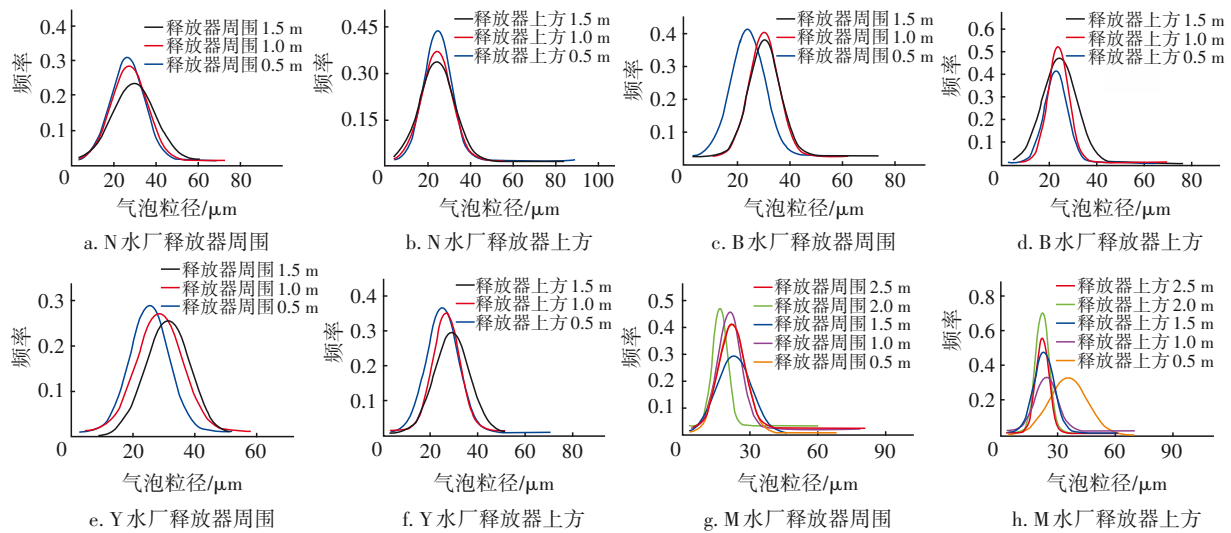 释放器周围 1.5 m
释放器周围 1.0 m
释放器周围 0.5 m
0.4
0.3
0.2
0.1
频率
0
20
40
60
80
气泡粒径/μm
a. N水厂释放器周围
释放器上方 1.5 m
释放器上方 1.0 m
释放器上方 0.5 m
0.45
0.30
0.15
频率
0
20
40
60
80
100
气泡粒径/μm
b. N水厂释放器上方
释放器周围 1.5 m
释放器周围 1.0 m
释放器周围 0.5 m
0.4
0.3
0.2
0.1
频率
0
20
40
60
80
气泡粒径/μm
c. B水厂释放器周围
释放器上方 1.5 m
释放器上方 1.0 m
释放器上方 0.5 m
0.6
0.5
0.4
0.3
0.2
0.1
0
频率
0
20
40
60
80
气泡粒径/μm
d. B水厂释放器上方
释放器周围 1.5 m
释放器周围 1.0 m
释放器周围 0.5 m
0.3
0.2
0.1
频率
0
20
40
60
气泡粒径/μm
e. Y水厂释放器周围
释放器上方 1.5 m
释放器上方 1.0 m
释放器上方 0.5 m
0.4
0.3
0.2
0.1
频率
0
20
40
60
80
气泡粒径/μm
f. Y水厂释放器上方
释放器周围 2.5 m
释放器周围 2.0 m
释放器周围 1.5 m
释放器周围 1.0 m
释放器周围 0.5 m
0.5
0.4
0.3
0.2
0.1
频率
0
30
60
90
气泡粒径/μm
g. M水厂释放器周围
释放器上方 2.5 m
释放器上方 2.0 m
释放器上方 1.5 m
释放器上方 1.0 m
释放器上方 0.5 m
0.8
0.6
0.4
0.2
0
频率
0
30
60
90
气泡粒径/μm
h. M水厂释放器上方